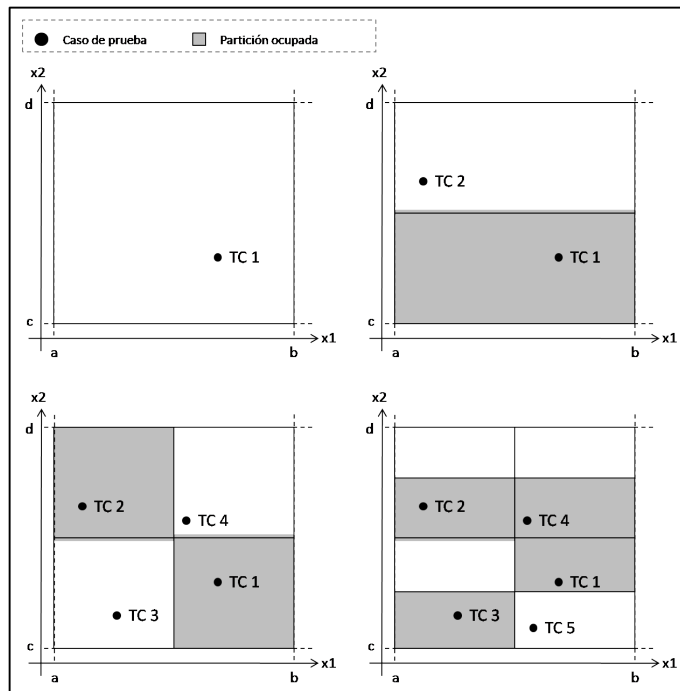 Caso de prueba Partición ocupada
x2
d
TC 1
c
a b x1
x2
d
TC 2
TC 1
c
a b x1
x2
d
TC 2
TC 4
TC 1
TC 3
c
a b x1
x2
d
TC 2 TC 4
TC 1
TC 3
TC 5
c
a b x1